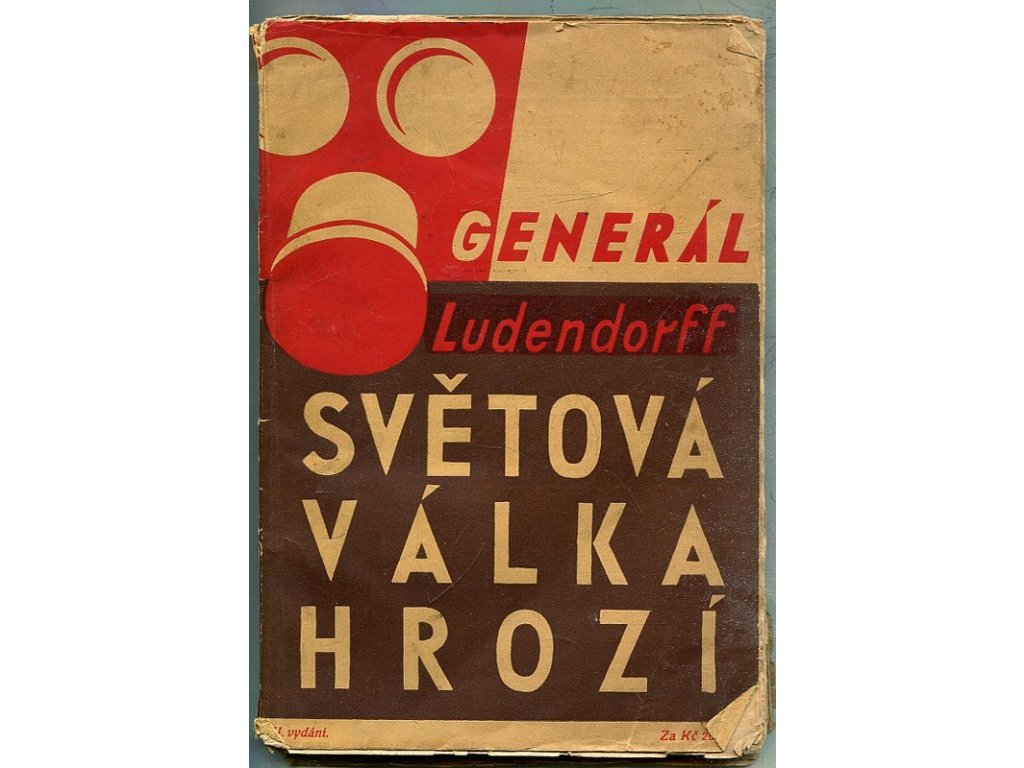 GENERÁL
Ludendorff
SVĚTOVÁ
VÁLKA
HROZÍ
vydání.
Za Kč